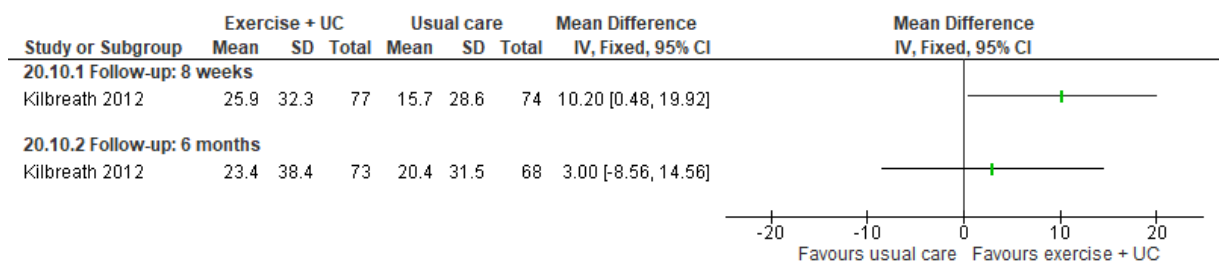 Exercise + UC Usual care Mean Difference Mean Difference
Study or Subgroup Mean SD Total Mean SD Total IV, Fixed, 95% CI IV, Fixed, 95% CI
20.10.1 Follow-up: 8 weeks
Kilbreath 2012 25.9 32.3 77 15.7 28.6 74 10.20 [0.48, 19.92]
20.10.2 Follow-up: 6 months
Kilbreath 2012 23.4 38.4 73 20.4 31.5 68 3.00 [-8.56, 14.56]
-20 -10 0 10 20
Favours usual care Favours exercise + UC